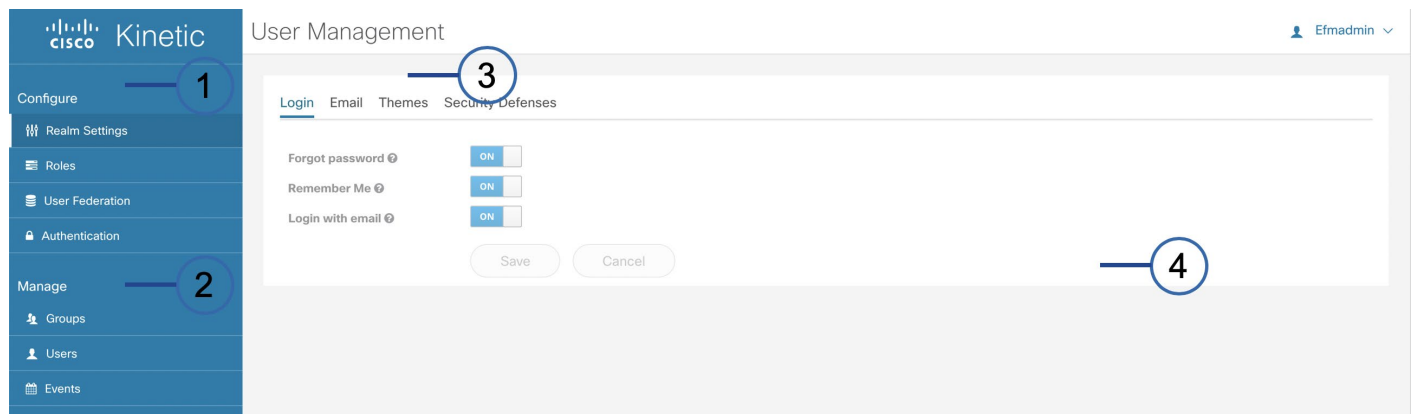 cisco Kinetic
User Management
Efmadmin
1
Configure
Realm Settings
Roles
User Federation
Authentication
2
Manage
Groups
Users
Events
3
Login Email Themes Security Defenses
Forgot password ON
Remember Me ON
Login with email ON
Save Cancel
4